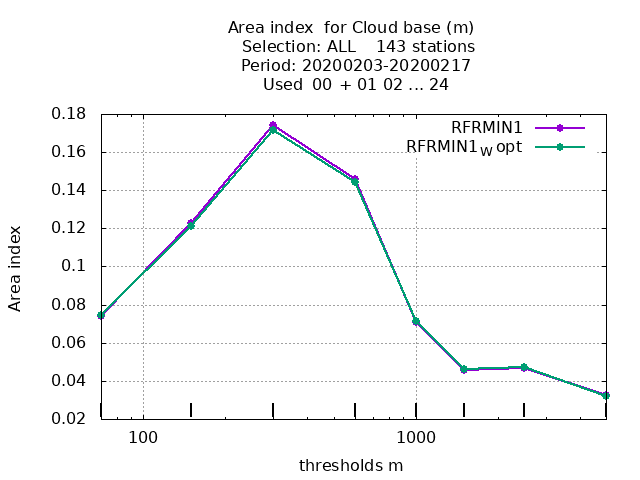 Area index for Cloud base (m)
Selection: ALL 143 stations
Period: 20200203-20200217
Used 00 + 01 02 ... 24
RFRMIN1
RFRMIN1W opt
0.18
0.16
0.14
0.12
0.1
0.08
0.06
0.04
0.02
Area index
100 1000
thresholds m